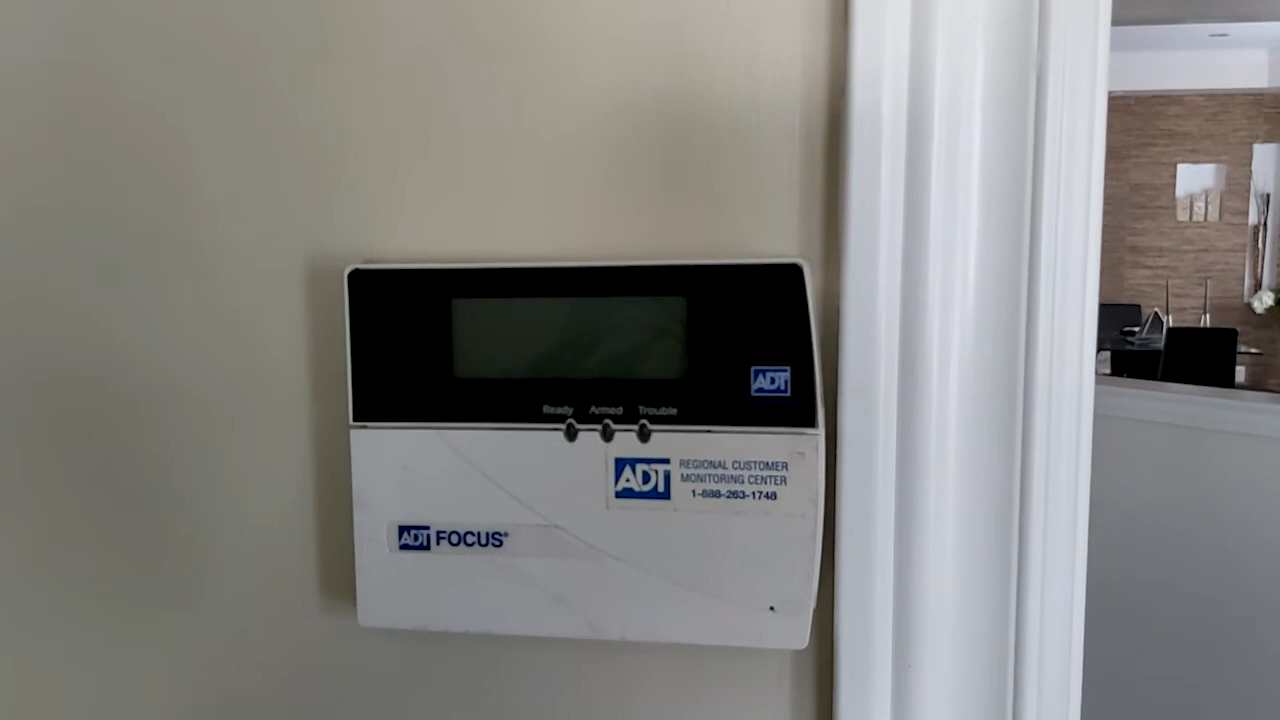 ADT
Ready Armed Trouble
ADT
REGIONAL CUSTOMER
MONITORING CENTER
1-888-263-1748
ADT FOCUS®